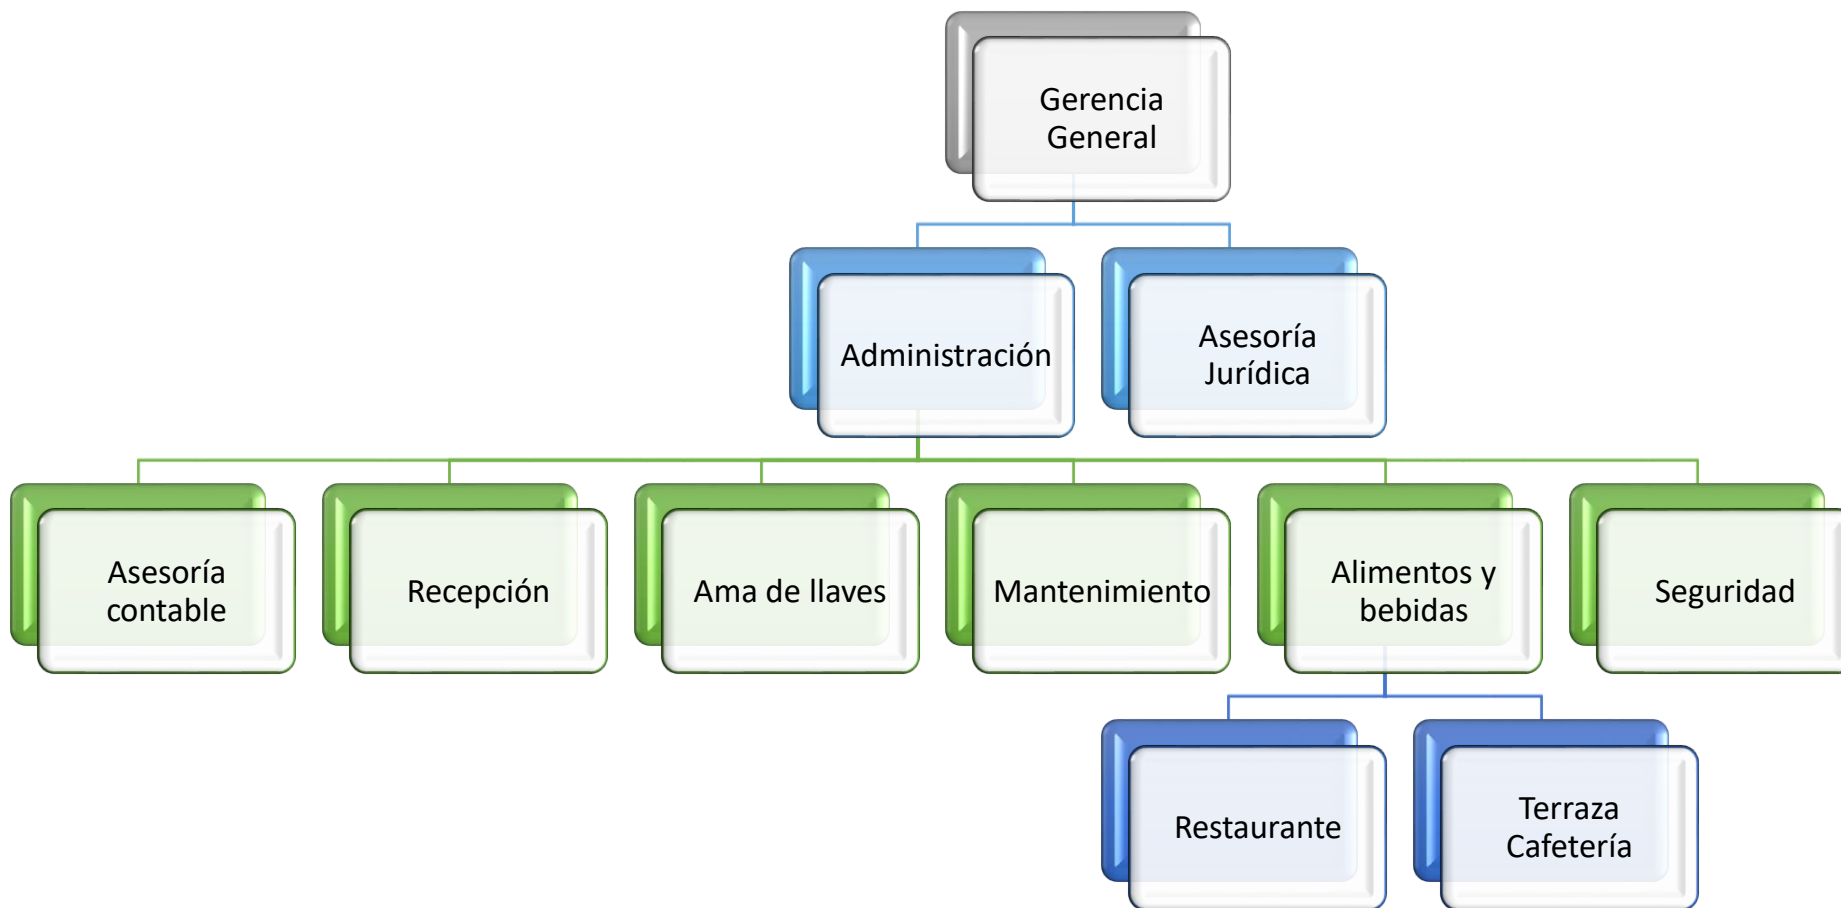 Gerencia
General
Administración
Asesoría
Jurídica
Asesoría
contable
Recepción
Ama de llaves
Mantenimiento
Alimentos y
bebidas
Seguridad
Restaurante
Terraza
Cafetería